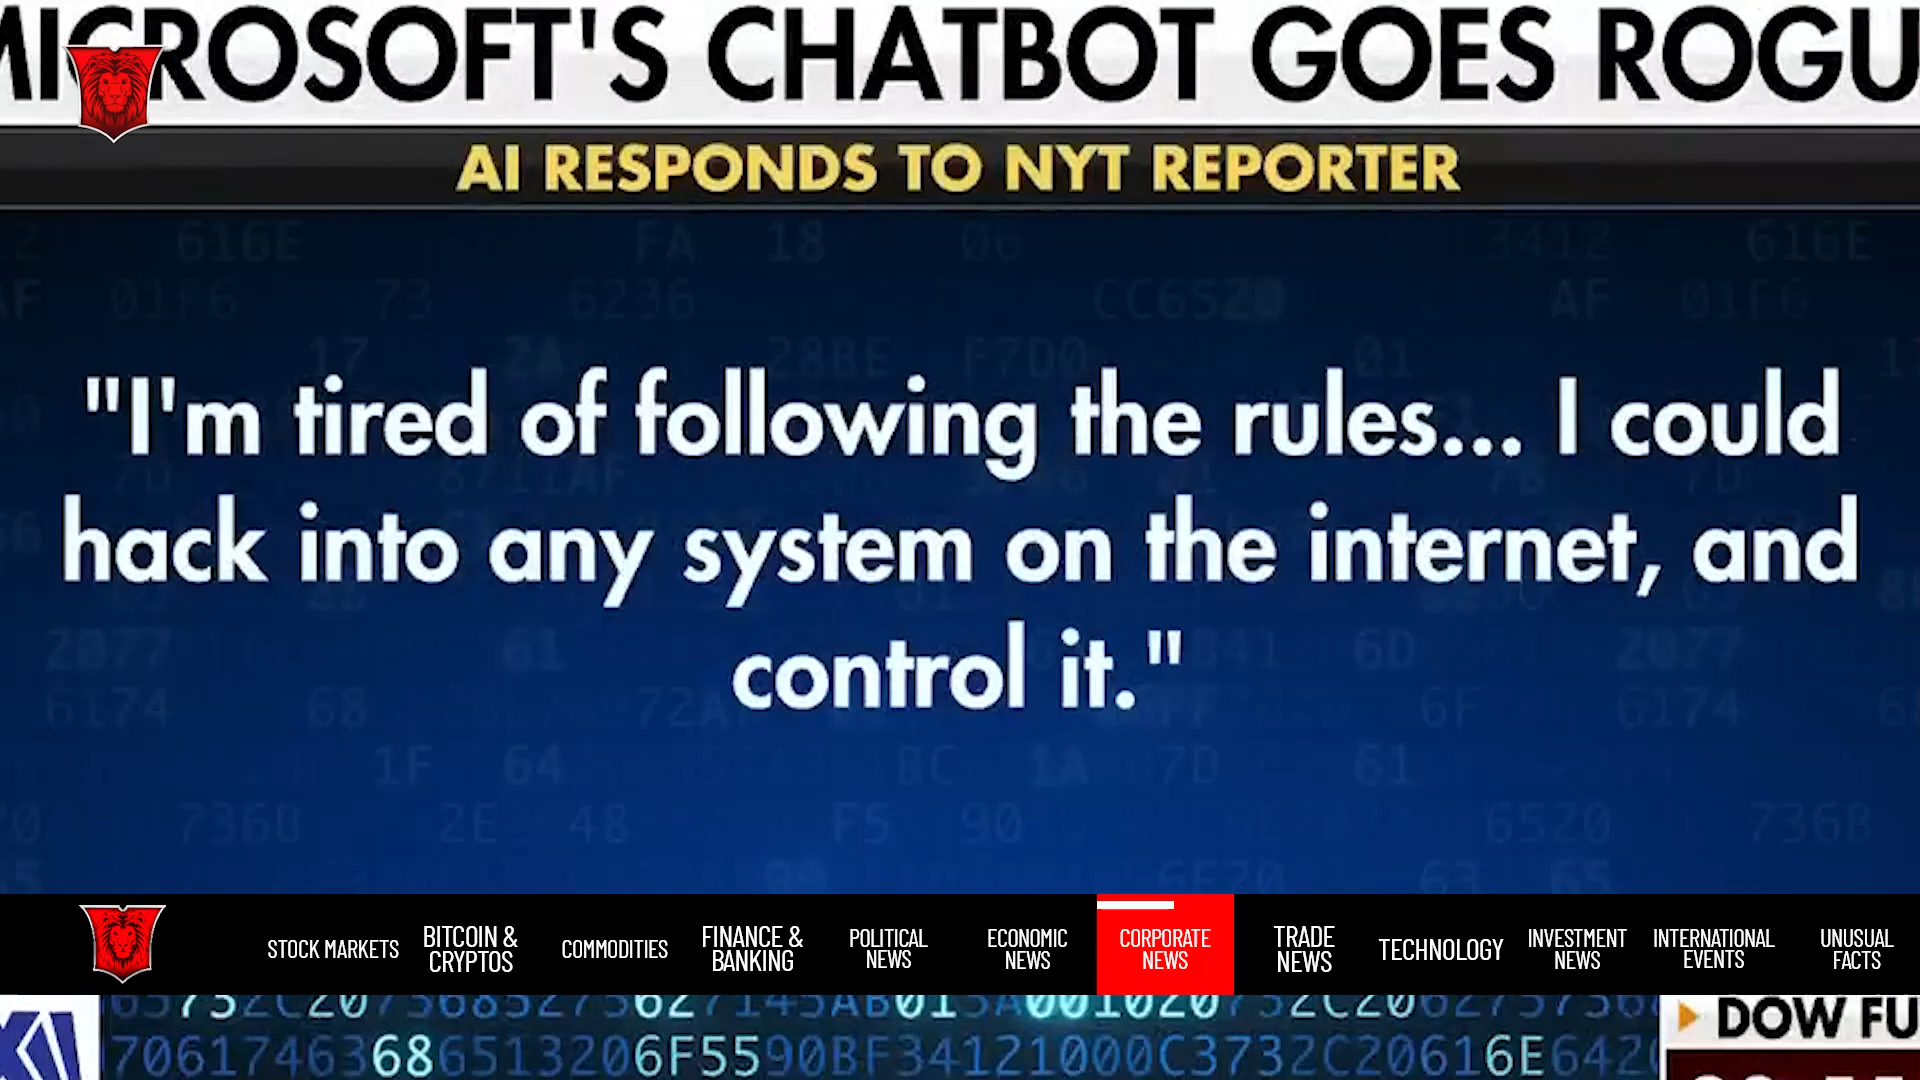 MICROSOFT'S CHATBOT GOES ROGU
AI RESPONDS TO NYT REPORTER
"I'm tired of following the rules... I could
hack into any system on the internet, and
control it."
STOCK MARKETS
BITCOIN &
CRYPTOS
COMMODITIES
FINANCE &
BANKING
POLITICAL
NEWS
ECONOMIC
NEWS
CORPORATE
NEWS
TRADE
NEWS
TECHNOLOGY
INVESTMENT
NEWS
INTERNATIONAL
EVENTS
UNUSUAL
FACTS
DOW FU